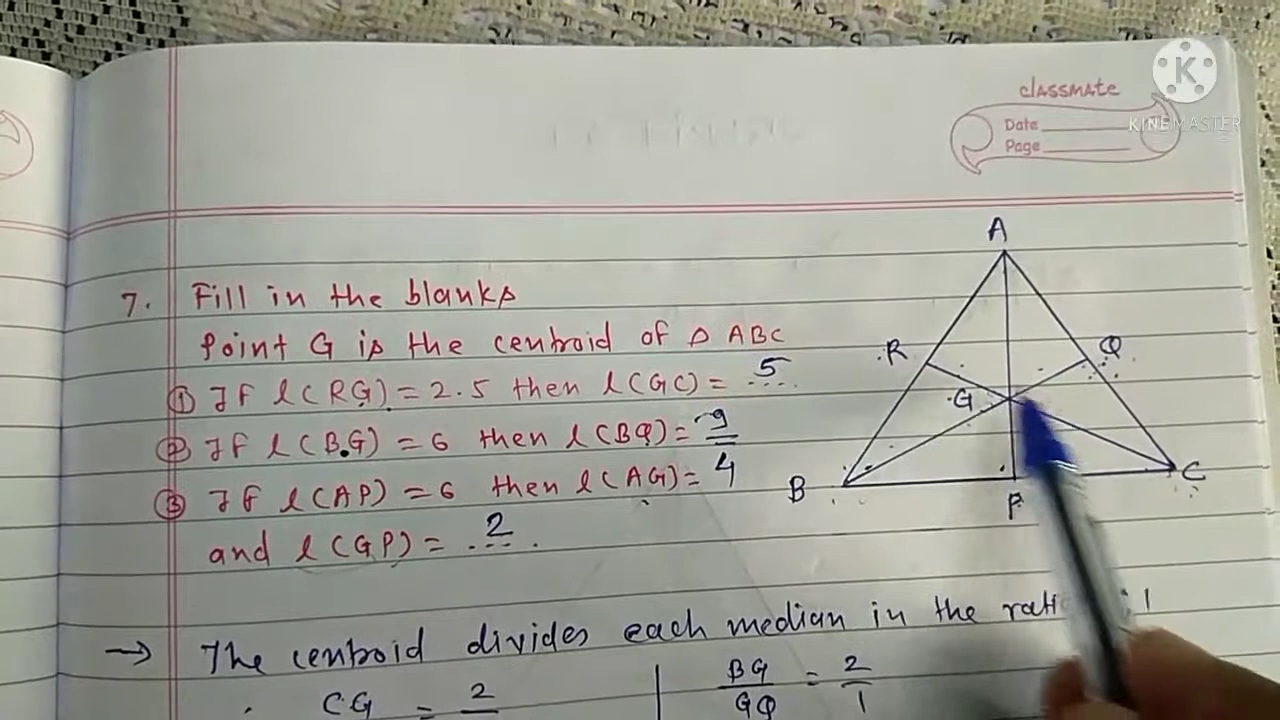 K
KINEMASTER
classmate
Date
Page
7. Fill in the blanks
Point G is the centroid of Δ ABC
① If l(RG) = 2.5 then l(GC) = 5
② If l(BG) = 6 then l(BQ) = 9
③ If l(AP) = 6 then l(AG) = 4
and l(GP) = 2.
A
R
Q
G
B
C
P
→ The centroid divides each median in the 1
CG = 2
BG = 2
GQ 1